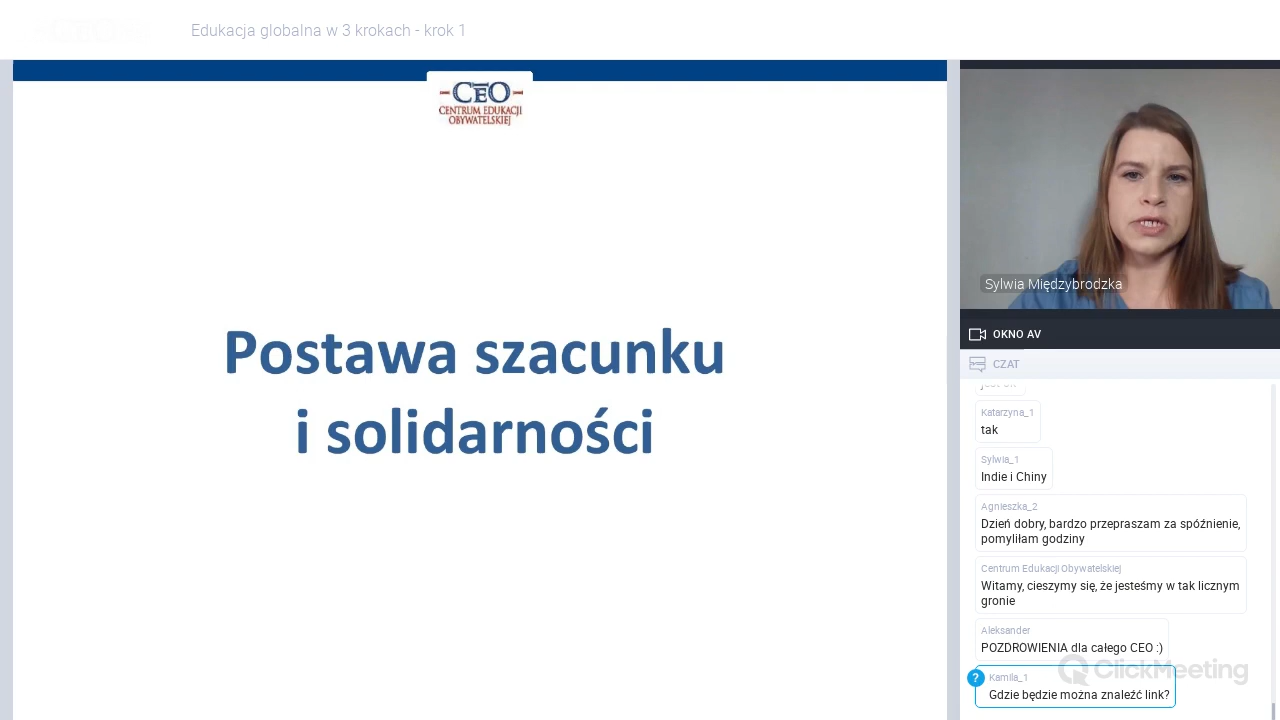 Edukacja globalna w 3 krokach - krok 1
CEO
CENTRUM EDUKACJI
OBYWATELSKIEJ
Postawa szacunku
i solidarności
Sylwia Międzybrodzka
OKNO AV
CZAT
Katarzyna_1
tak
Sylwia_1
Indie i Chiny
Agnieszka_2
Dzień dobry, bardzo przepraszam za spóźnienie,
pomyliłam godziny
Centrum Edukacji Obywatelskiej
Witamy, cieszymy się, że jesteśmy w tak licznym
gronie
Aleksander
POZDROWIENIA dla całego CEO :)
ClickMeeting
?
Kamila_1
Gdzie będzie można znaleźć link?